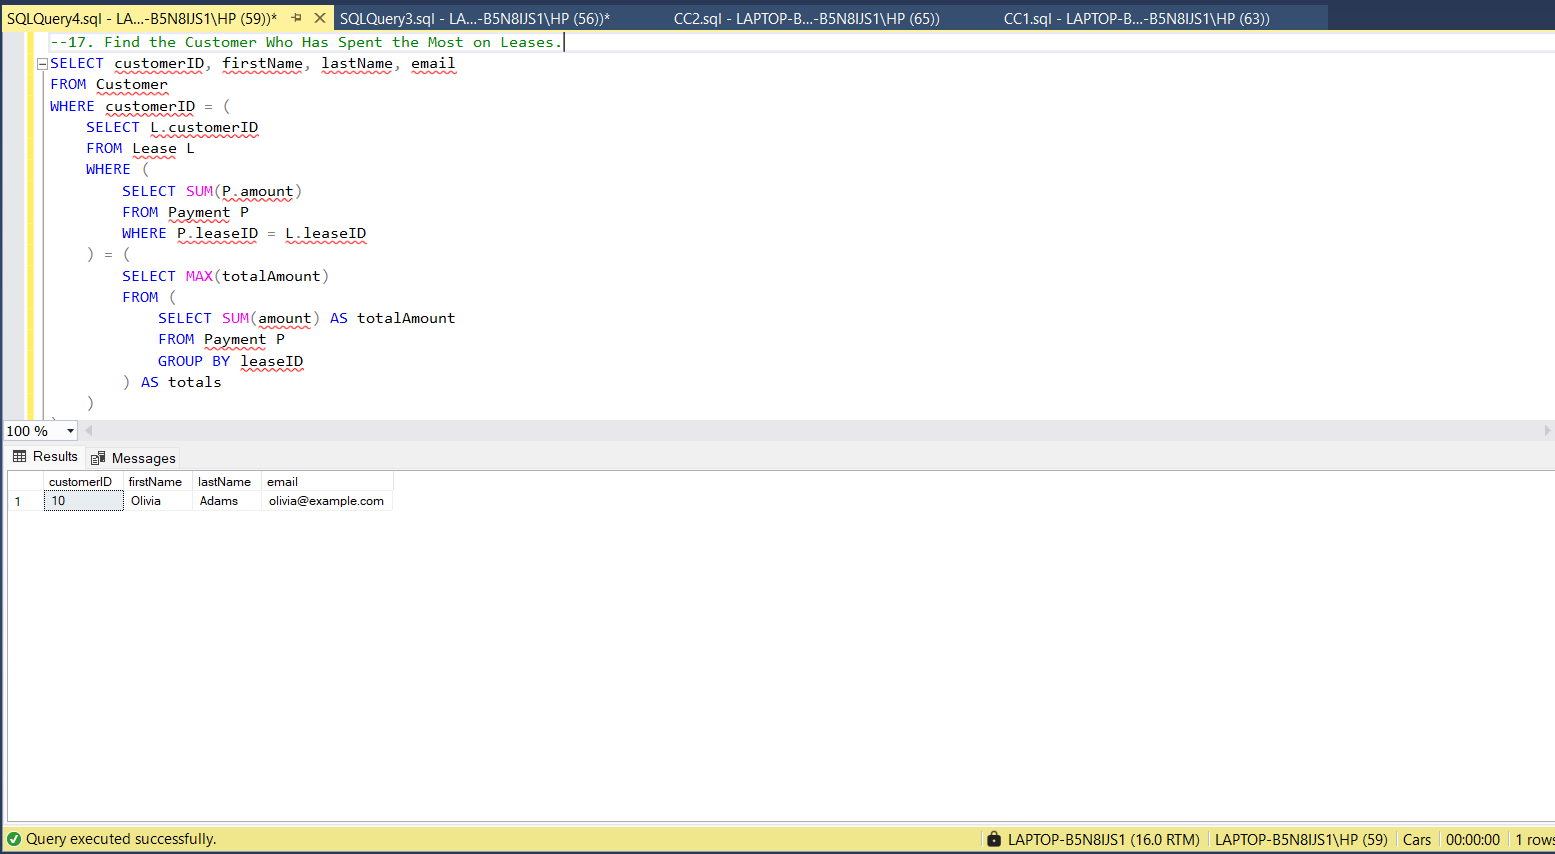 SQLQuery4.sql - LA...-B5N8IJS1\HP (59))* SQLQuery3.sql - LA...-B5N8IJS1\HP (56))* CC2.sql - LAPTOP-B...-B5N8IJS1\HP (65)) CC1.sql - LAPTOP-B...-B5N8IJS1\HP (63))
--17. Find the Customer Who Has Spent the Most on Leases.
SELECT customerID, firstName, lastName, email
FROM Customer
WHERE customerID = (
SELECT L.customerID
FROM Lease L
WHERE (
SELECT SUM(P.amount)
FROM Payment P
WHERE P.leaseID = L.leaseID
) = (
SELECT MAX(totalAmount)
FROM (
SELECT SUM(amount) AS totalAmount
FROM Payment P
GROUP BY leaseID
) AS totals
)
100 %
Results Messages
customerID firstName lastName email
1 10 Olivia Adams olivia@example.com
Query executed successfully. LAPTOP-B5N8IJS1 (16.0 RTM) LAPTOP-B5N8IJS1\HP (59) Cars 00:00:00 1 rows